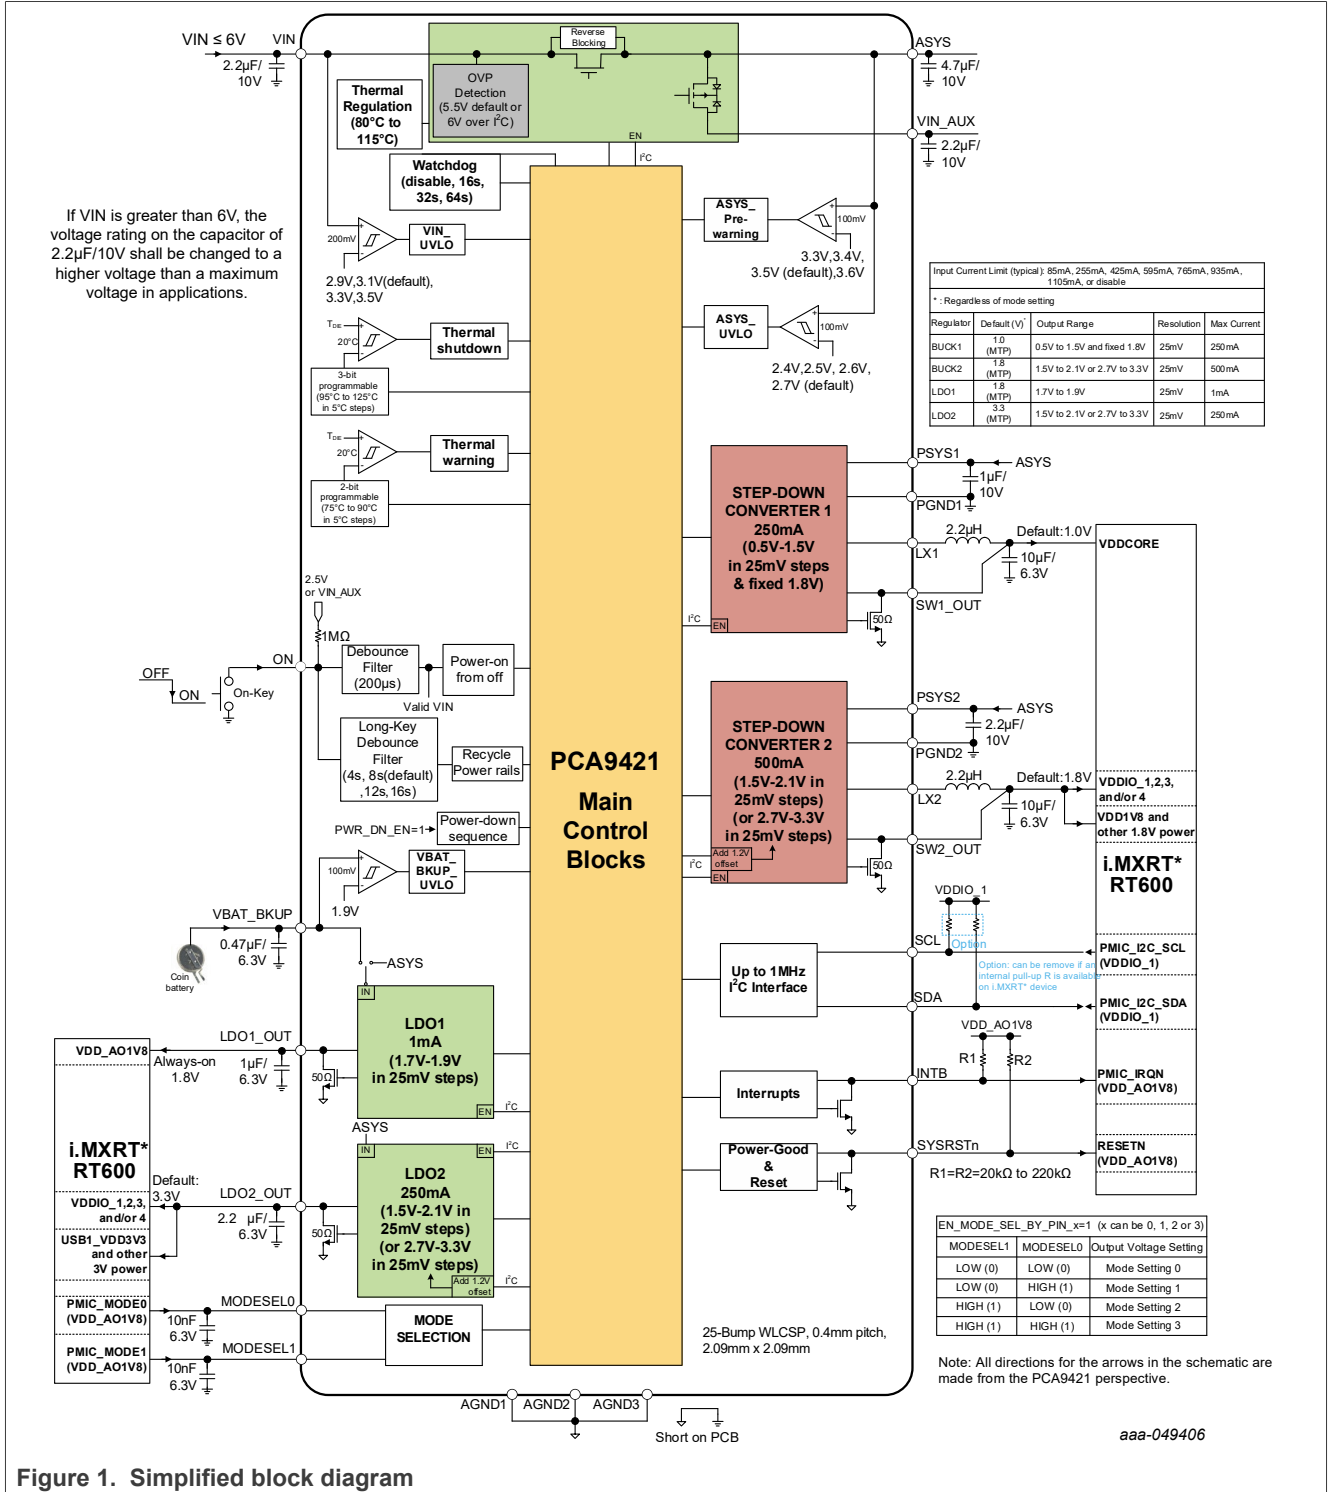 VIN ≤ 6V
VIN
2.2µF/
10V
Reverse
Blocking
OVP
Detection
(5.5V default or
6V over I²C)
Thermal
Regulation
(80°C to
115°C)
EN
I²C
ASYS
4.7µF/
10V
VIN_AUX
2.2µF/
10V
Watchdog
(disable, 16s,
32s, 64s)
If VIN is greater than 6V, the
voltage rating on the capacitor of
2.2µF/10V shall be changed to a
higher voltage than a maximum
voltage in applications.
+
200mV
-
VIN_
UVLO
2.9V,3.1V(default),
3.3V,3.5V
ASYS_
Pre-
warning
+
100mV
-
3.3V,3.4V,
3.5V (default),3.6V
TDE
+
20°C
-
Thermal
shutdown
3-bit
programmable
(95°C to 125°C
in 5°C steps)
ASYS_
UVLO
+
100mV
-
2.4V,2.5V, 2.6V,
2.7V (default)
Input Current Limit (typical): 85mA, 255mA, 425mA, 595mA, 765mA, 935mA,
1105mA, or disable
* : Regardless of mode setting
Regulator Default (V)* Output Range Resolution Max Current
BUCK1 1.0 (MTP) 0.5V to 1.5V and fixed 1.8V 25mV 250mA
BUCK2 1.8 (MTP) 1.5V to 2.1V or 2.7V to 3.3V 25mV 500mA
LDO1 1.8 (MTP) 1.7V to 1.9V 25mV 1mA
LDO2 3.3 (MTP) 1.5V to 2.1V or 2.7V to 3.3V 25mV 250mA
TDE
+
20°C
-
Thermal
warning
2-bit
programmable
(75°C to 90°C
in 5°C steps)
STEP-DOWN
CONVERTER 1
250mA
(0.5V-1.5V
in 25mV steps
& fixed 1.8V)
I²C
EN
PSYS1
ASYS
1µF/
10V
PGND1
2.2µH
LX1
Default:1.0V
10µF/
6.3V
SW1_OUT
50Ω
VDDCORE
2.5V
or VIN_AUX
1MΩ
OFF
ON
On-Key
ON
Debounce
Filter
(200µs)
Power-on
from off
Valid VIN
Long-Key
Debounce
Filter
(4s, 8s(default)
,12s,16s)
Recycle
Power rails
PWR_DN_EN=1
Power-down
sequence
PCA9421
Main
Control
Blocks
STEP-DOWN
CONVERTER 2
500mA
(1.5V-2.1V in
25mV steps)
(or 2.7V-3.3V
in 25mV steps)
Add 1.2V
offset
I²C
EN
PSYS2
ASYS
2.2µF/
10V
PGND2
2.2µH
LX2
Default:1.8V
10µF/
6.3V
SW2_OUT
50Ω
VDDIO_1,2,3,
and/or 4
VDD1V8 and
other 1.8V power
i.MXRT*
RT600
+
100mV
-
VBAT_
BKUP_
UVLO
1.9V
VBAT_BKUP
0.47µF/
6.3V
Coin
battery
ASYS
VDDIO_1
Option
SCL
Option: can be remove if an
internal pull-up R is available
on i.MXRT* device
Up to 1MHz
I²C Interface
SDA
PMIC_I2C_SCL
(VDDIO_1)
PMIC_I2C_SDA
(VDDIO_1)
IN
LDO1
1mA
(1.7V-1.9V
in 25mV steps)
EN
I²C
LDO1_OUT
1µF/
6.3V
50Ω
VDD_AO1V8
Always-on
1.8V
VDD_AO1V8
R1
R2
INTB
Interrupts
PMIC_IRQN
(VDD_AO1V8)
SYSRSTn
Power-Good
&
Reset
RESETN
(VDD_AO1V8)
R1=R2=20kΩ to 220kΩ
ASYS
IN
EN
I²C
LDO2
250mA
(1.5V-2.1V in
25mV steps)
(or 2.7V-3.3V
in 25mV steps)
Add 1.2V
offset
I²C
i.MXRT*
RT600
Default:
3.3V
LDO2_OUT
2.2 µF/
6.3V
50Ω
VDDIO_1,2,3,
and/or 4
USB1_VDD3V3
and other
3V power
PMIC_MODE0
(VDD_AO1V8)
10nF
6.3V
MODESEL0
MODE
SELECTION
PMIC_MODE1
(VDD_AO1V8)
10nF
6.3V
MODESEL1
EN_MODE_SEL_BY_PIN_x=1 (x can be 0, 1, 2 or 3)
MODESEL1 MODESEL0 Output Voltage Setting
LOW (0) LOW (0) Mode Setting 0
LOW (0) HIGH (1) Mode Setting 1
HIGH (1) LOW (0) Mode Setting 2
HIGH (1) HIGH (1) Mode Setting 3
25-Bump WLCSP, 0.4mm pitch,
2.09mm x 2.09mm
Note: All directions for the arrows in the schematic are
made from the PCA9421 perspective.
AGND1
AGND2
AGND3
Short on PCB
aaa-049406
Figure 1. Simplified block diagram